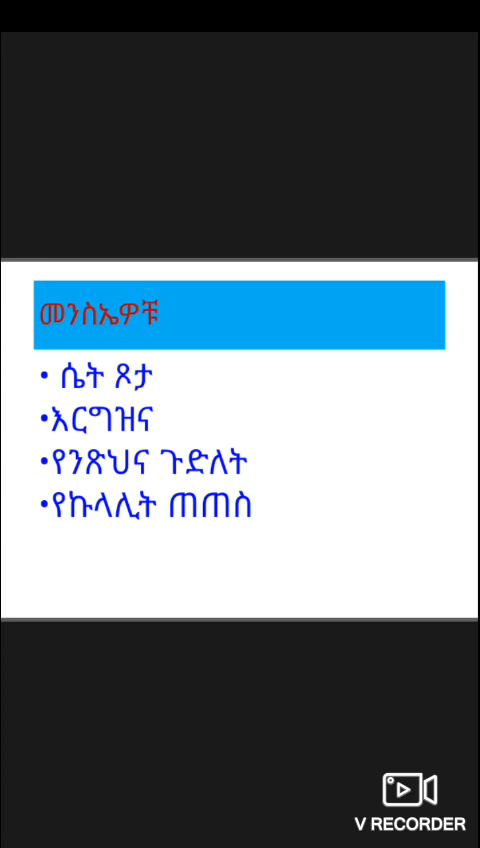 መንስኤዎቹ
• ሴት ጾታ
•እርግዝና
•የንጽህና ጉድለት
•የኩላሊት ጠጠስ
V RECORDER